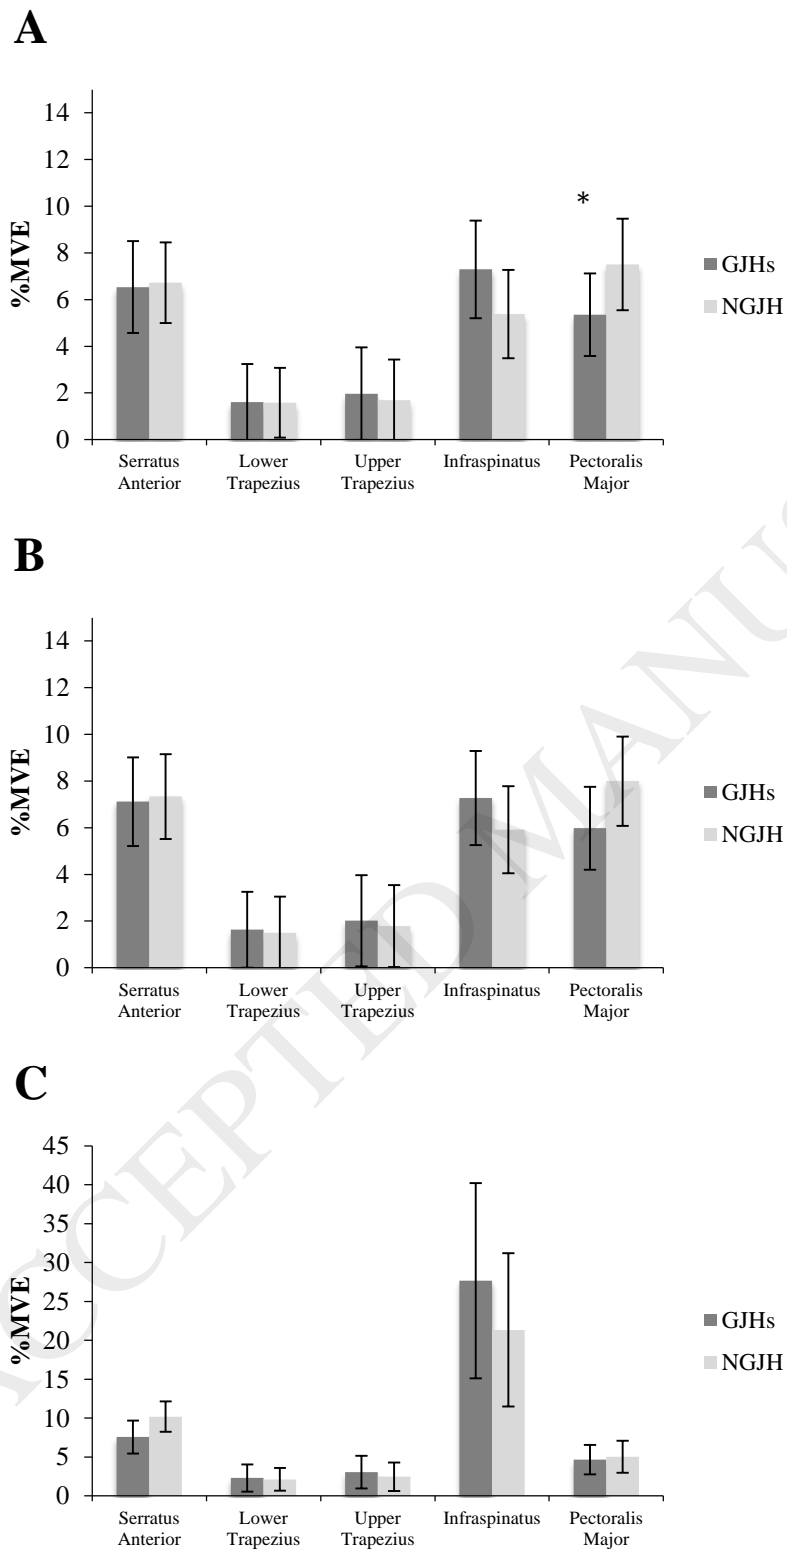 A
14
12
10
8
6
4
2
0
%MVE
*
Serratus Anterior
Lower Trapezius
Upper Trapezius
Infraspinatus
Pectoralis Major
GJHs
NGJH
B
14
12
10
8
6
4
2
0
%MVE
Serratus Anterior
Lower Trapezius
Upper Trapezius
Infraspinatus
Pectoralis Major
GJHs
NGJH
C
45
40
35
30
25
20
15
10
5
0
%MVE
Serratus Anterior
Lower Trapezius
Upper Trapezius
Infraspinatus
Pectoralis Major
GJHs
NGJH
ACCEPTED MANUS